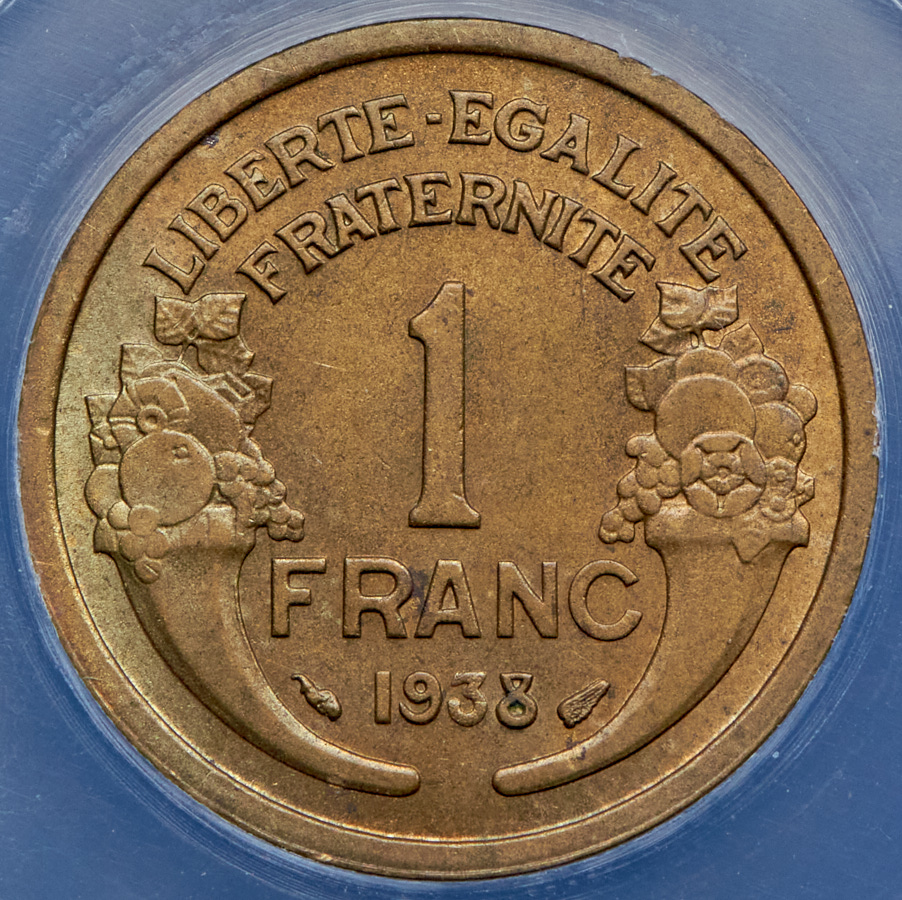 LIBERTE-EGALITE
FRATERNITE
1
FRANC
1938